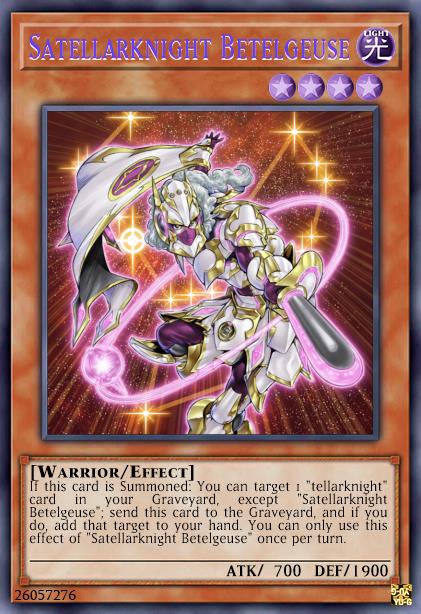 SATELLARKNIGHT BETELGEUSE
LIGHT
光
[WARRIOR/EFFECT]
If this card is Summoned: You can target 1 "tellarknight"
card in your Graveyard, except "Satellarknight
Betelgeuse"; send this card to the Graveyard, and if you
do, add that target to your hand. You can only use this
effect of "Satellarknight Betelgeuse" once per turn.
ATK/ 700 DEF/1900
26057276